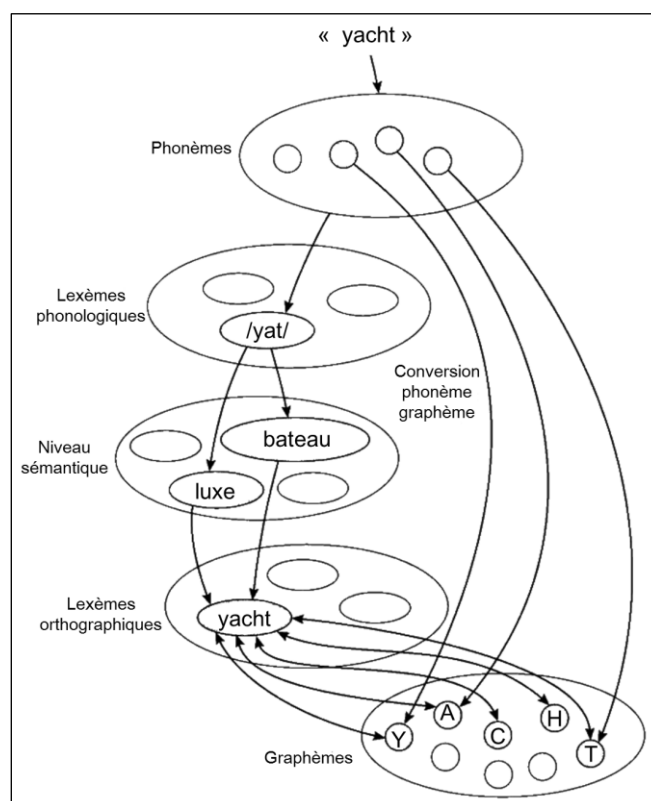 « yacht »
Phonèmes
Lexèmes
phonologiques
/yat/
Conversion
phonème
graphème
Niveau
sémantique
bateau
luxe
Lexèmes
orthographiques
yacht
Graphèmes
Y
A
C
H
T